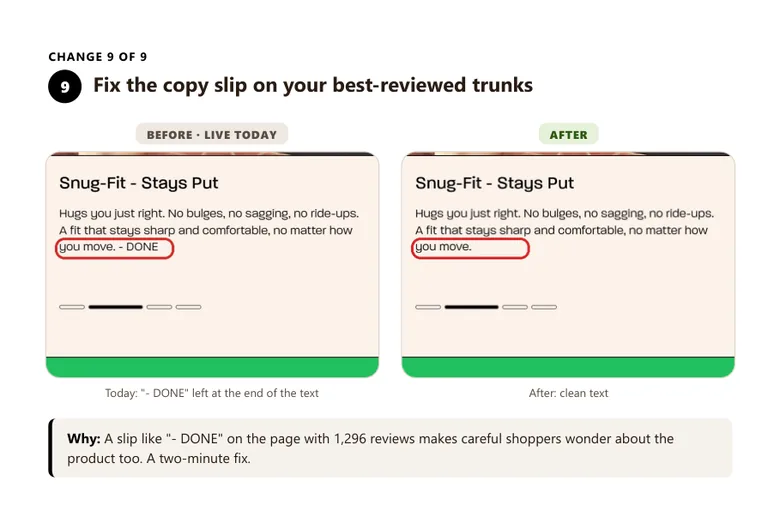 CHANGE 9 OF 9
9 Fix the copy slip on your best-reviewed trunks
BEFORE · LIVE TODAY
Snug-Fit - Stays Put
Hugs you just right. No bulges, no sagging, no ride-ups.
A fit that stays sharp and comfortable, no matter how
you move. - DONE
Today: "- DONE" left at the end of the text
AFTER
Snug-Fit - Stays Put
Hugs you just right. No bulges, no sagging, no ride-ups.
A fit that stays sharp and comfortable, no matter how
you move.
After: clean text
Why: A slip like "- DONE" on the page with 1,296 reviews makes careful shoppers wonder about the
product too. A two-minute fix.